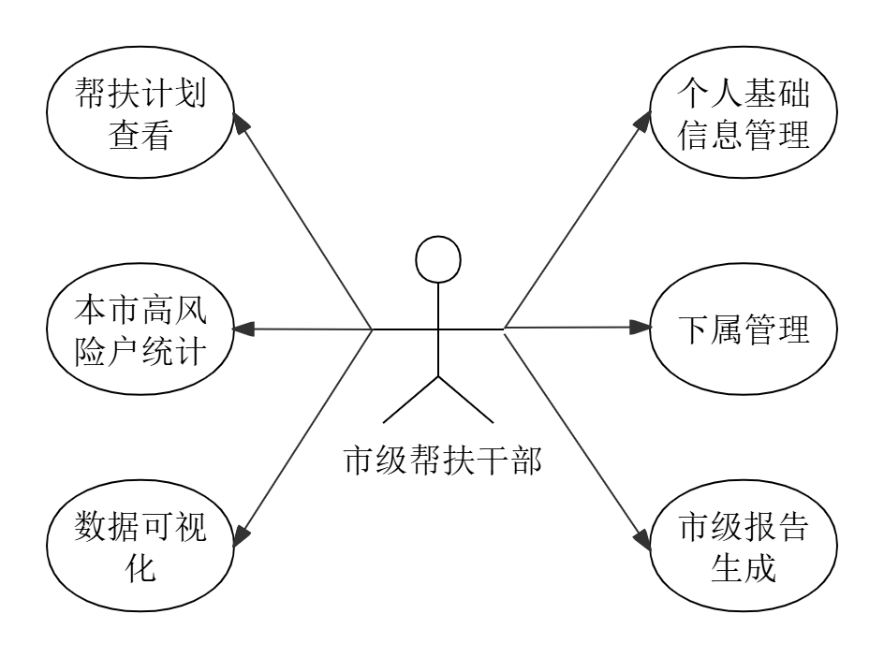 帮扶计划
查看
个人基础
信息管理
本市高风
险户统计
下属管理
市级帮扶干部
数据可视
化
市级报告
生成